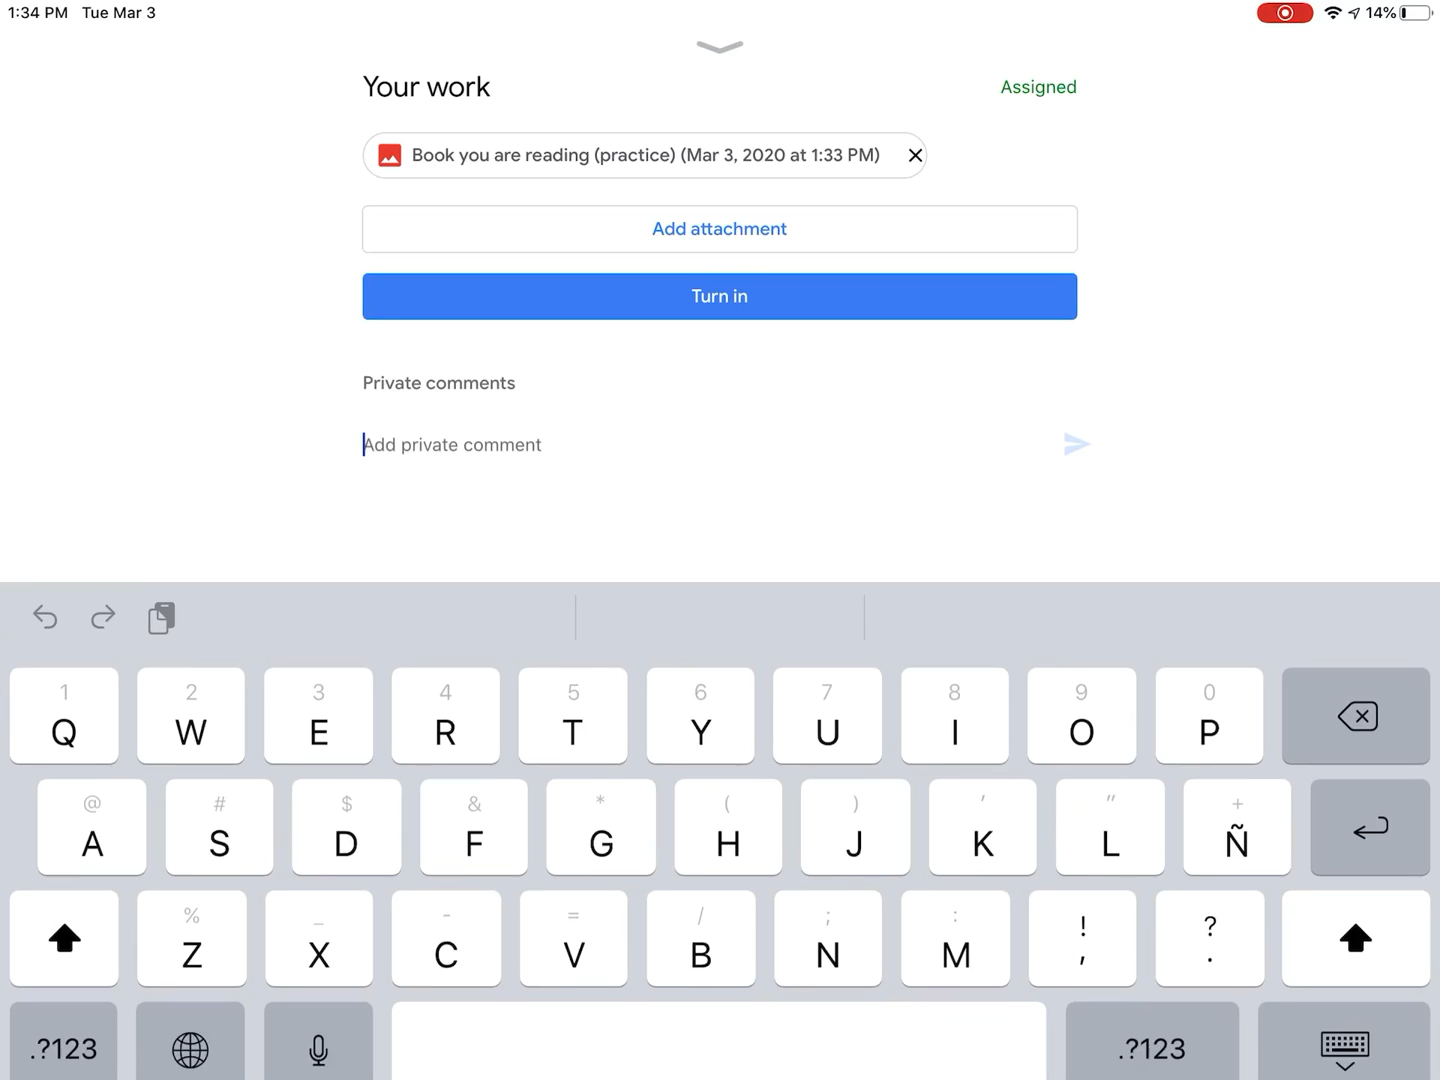 1:34 PM Tue Mar 3
14%
Your work
Assigned
Book you are reading (practice) (Mar 3, 2020 at 1:33 PM)
Add attachment
Turn in
Private comments
Add private comment
1 2 3 4 5 6 7 8 9 0
Q W E R T Y U I O P
@ # $ & * ( ) ' " +
A S D F G H J K L Ñ
% _ - = / ; : ! ?
Z X C V B N M , .
.?123
.?123